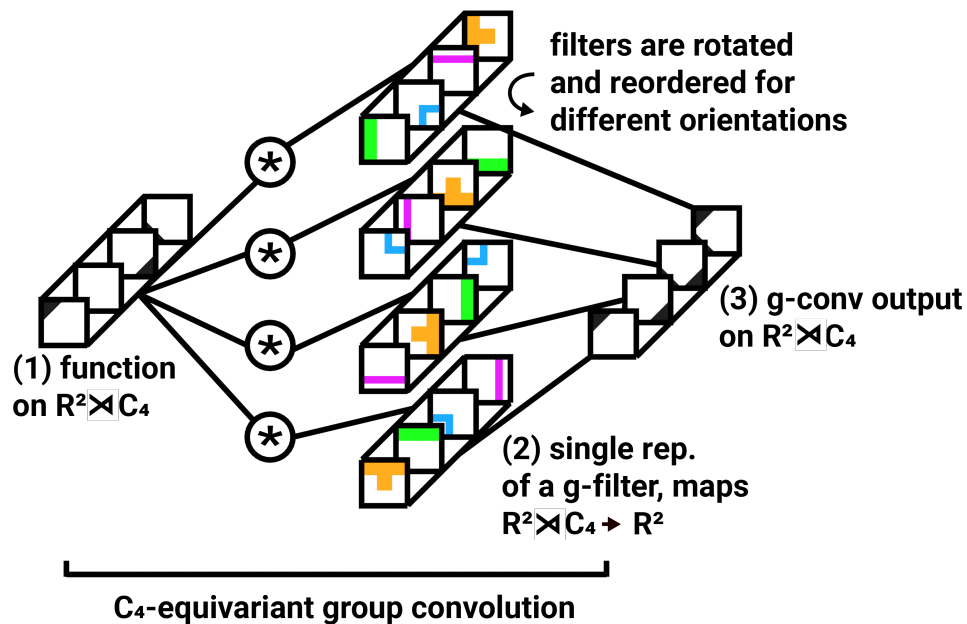 filters are rotated
and reordered for
different orientations
(1) function
on R²⋊C₄
(2) single rep.
of a g-filter, maps
R²⋊C₄→ R²
(3) g-conv output
on R²⋊C₄
C₄-equivariant group convolution